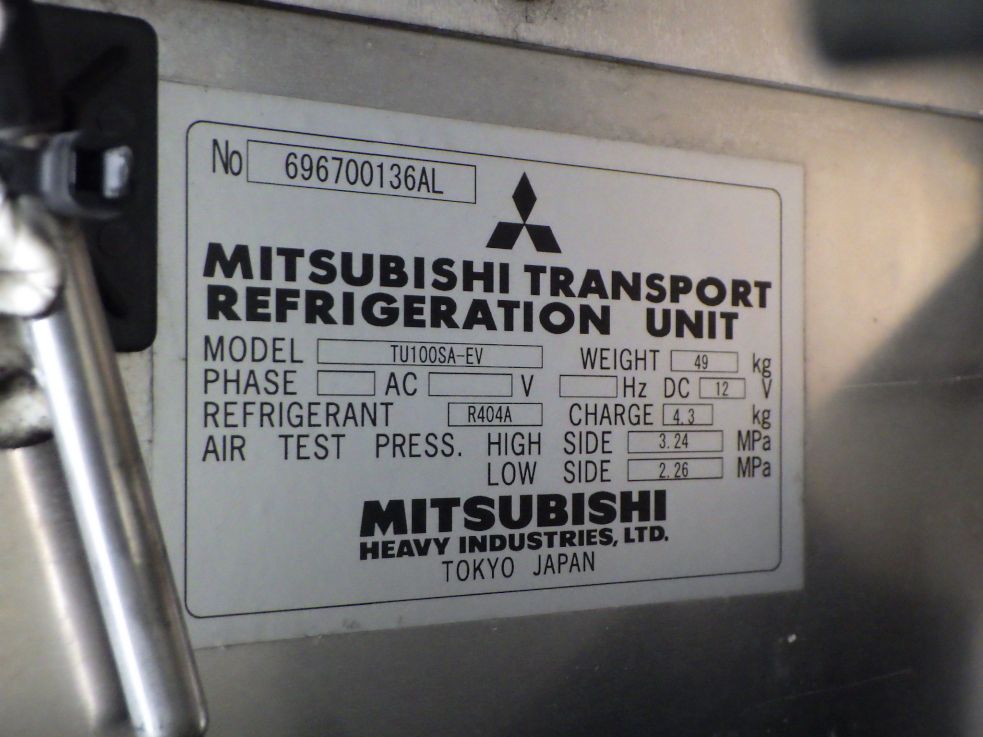 No 696700136AL
MITSUBISHI TRANSPORT
REFRIGERATION UNIT
MODEL TU100SA-EV WEIGHT 49 kg
PHASE AC V Hz DC 12 V
REFRIGERANT R404A CHARGE 4.3 kg
AIR TEST PRESS. HIGH SIDE 3.24 MPa
LOW SIDE 2.26 MPa
MITSUBISHI
HEAVY INDUSTRIES, LTD.
TOKYO JAPAN